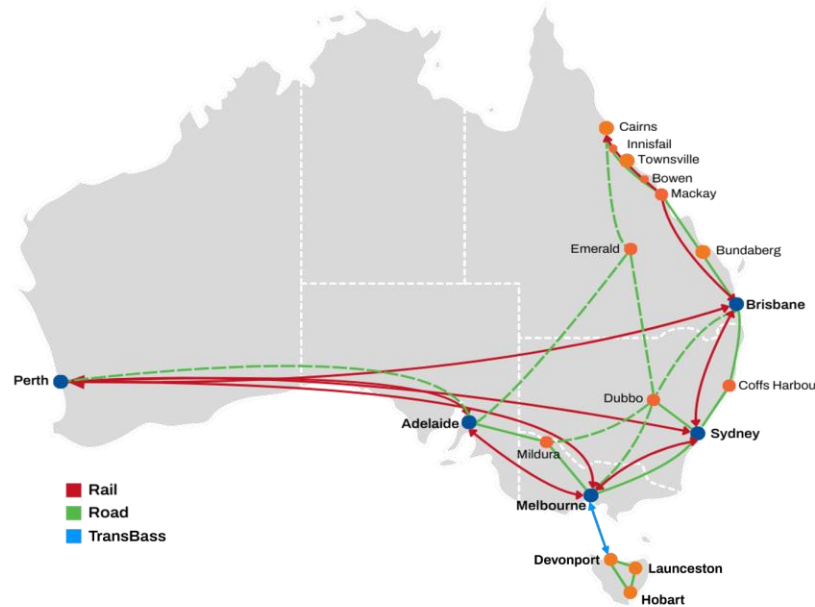 Cairns
Innisfail
Townsville
Bowen
Mackay
Emerald
Bundaberg
Brisbane
Perth
Dubbo
Coffs Harbou
Adelaide
Sydney
Mildura
Rail
Melbourne
Road
TransBass
Devonport
Launceston
Hobart